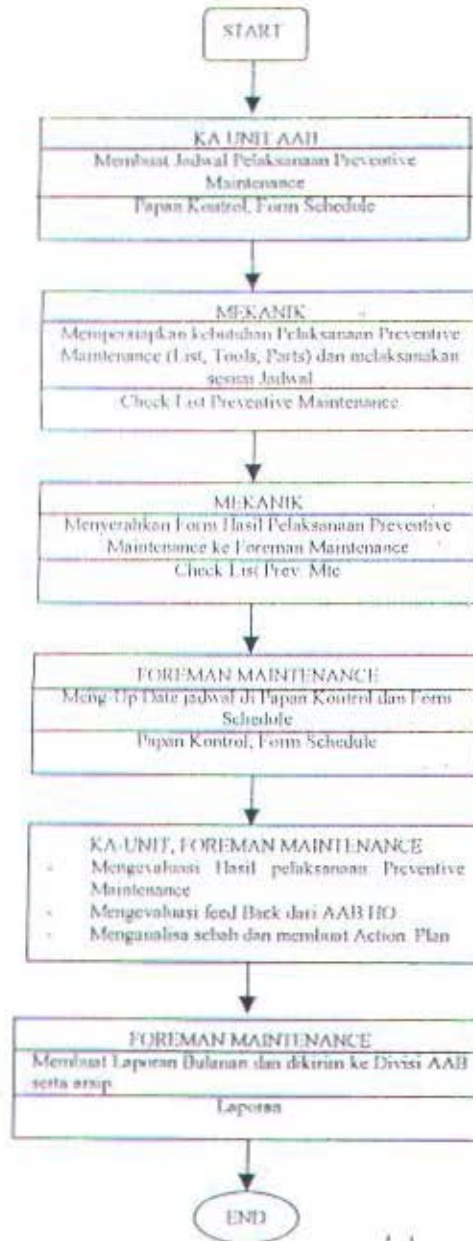 START
KA UNIT AAB
Membuat Jadwal Pelaksanaan Preventive
Maintenance
Papan Kontrol, Form Schedule
MEKANIK
Mempersiapkan kebutuhan Pelaksanaan Preventive
Maintenance (List, Tools, Parts) dan melaksanakan
sesuai Jadwal
Check List Preventive Maintenance
MEKANIK
Menyerahkan Form Hasil Pelaksanaan Preventive
Maintenance ke Foreman Maintenance
Check List Prev. Mtc
FOREMAN MAINTENANCE
Meng-Up Date jadwal di Papan Kontrol dan Form
Schedule
Papan Kontrol, Form Schedule
KA-UNIT, FOREMAN MAINTENANCE
- Mengevaluasi Hasil pelaksanaan Preventive
Maintenance
- Mengevaluasi feed Back dari AAB HO
- Menganalisa sebab dan membuat Action Plan
FOREMAN MAINTENANCE
Membuat Laporan Bulanan dan dikirim ke Divisi AAB
serta arsip
Laporan
END